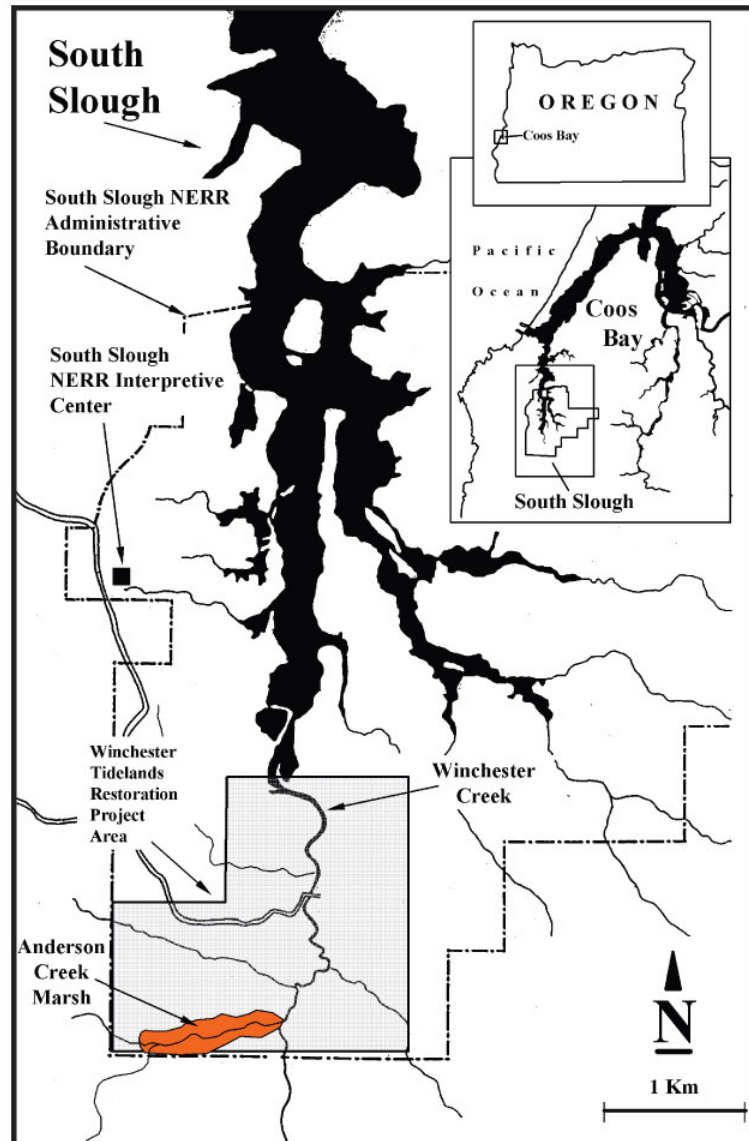 South
Slough
South Slough NERR
Administrative
Boundary
South Slough
NERR Interpretive
Center
Winchester
Tidelands
Restoration
Project
Area
Anderson
Creek
Marsh
Winchester
Creek
OREGON
Coos Bay
Pacific
Ocean
Coos
Bay
South Slough
N
1 Km